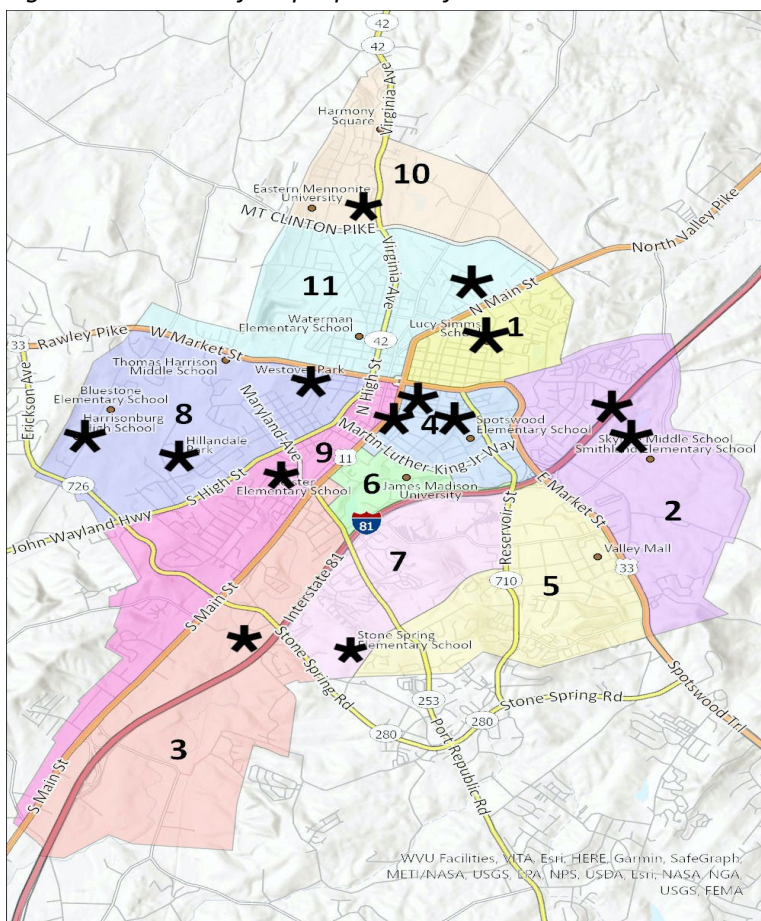 42
42
Virginia Ave
Harmony
Square
42
10
Eastern Mennonite
University
MT CLINTON PIKE
North Valley Pike
Virginia Ave
11
N Main St
Waterman
Elementary School
Lucy Simms
School
1
42
33
Rawley Pike
W Market St
Thomas Harrison
Middle School
Westover Park
N High St
Erickson Ave
Bluestone
Elementary School
8
Harrisonburg
High School
Maryland Ave
Hillandale
Park
4
Spotswood
Elementary School
Martin Luther King Jr Way
Middle School
Smithland Elementary School
9
11
S High St
Elementary School
6
James Madison
University
E Market St
726
2
John Wayland Hwy
81
Reservoir St
Valley Mall
7
5
33
Interstate 81
710
S Main St
Stone Spring
Elementary School
Stone Spring Rd
Spotswood Trl
253
Stone Spring Rd
280
280
3
Port Republic Rd
S Main St
WVU Facilities, VITA, Esri, HERE, Garmin, SafeGraph,
METI/NASA, USGS, EPA, NPS, USDA, Esri, NASA, NGA,
USGS, FEMA